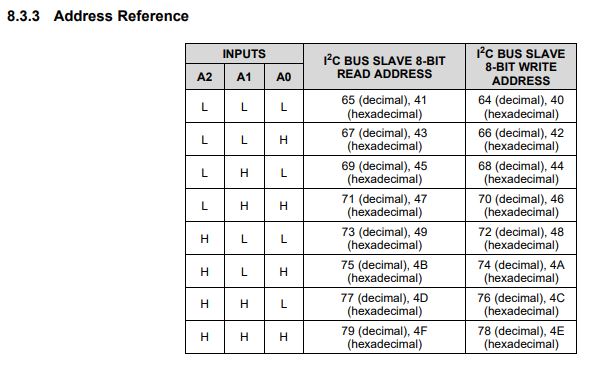 8.3.3 Address Reference
INPUTS
I²C BUS SLAVE 8-BIT
READ ADDRESS
I²C BUS SLAVE
8-BIT WRITE
ADDRESS
A2 A1 A0
L L L 65 (decimal), 41 64 (decimal), 40
(hexadecimal) (hexadecimal)
L L H 67 (decimal), 43 66 (decimal), 42
(hexadecimal) (hexadecimal)
L H L 69 (decimal), 45 68 (decimal), 44
(hexadecimal) (hexadecimal)
L H H 71 (decimal), 47 70 (decimal), 46
(hexadecimal) (hexadecimal)
H L L 73 (decimal), 49 72 (decimal), 48
(hexadecimal) (hexadecimal)
H L H 75 (decimal), 4B 74 (decimal), 4A
(hexadecimal) (hexadecimal)
H H L 77 (decimal), 4D 76 (decimal), 4C
(hexadecimal) (hexadecimal)
H H H 79 (decimal), 4F 78 (decimal), 4E
(hexadecimal) (hexadecimal)